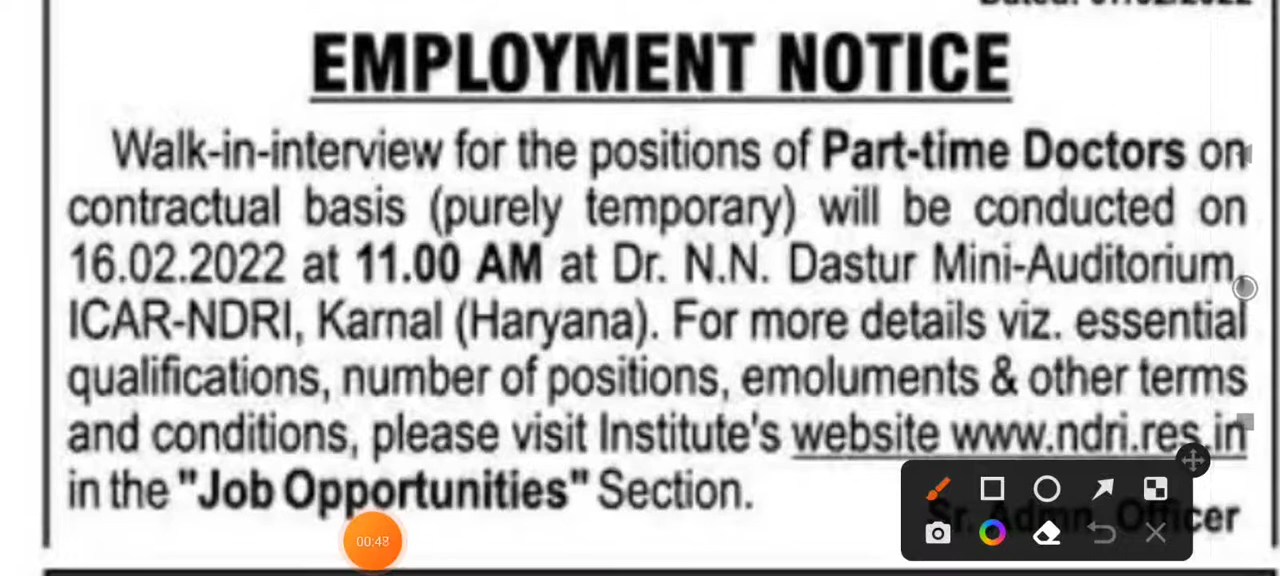 EMPLOYMENT NOTICE
Walk-in-interview for the positions of Part-time Doctors on
contractual basis (purely temporary) will be conducted on
16.02.2022 at 11.00 AM at Dr. N.N. Dastur Mini-Auditorium,
ICAR-NDRI, Karnal (Haryana). For more details viz. essential
qualifications, number of positions, emoluments & other terms
and conditions, please visit Institute's website www.ndri.res.in
in the "Job Opportunities" Section.
Sr. Admn. Officer
00:48